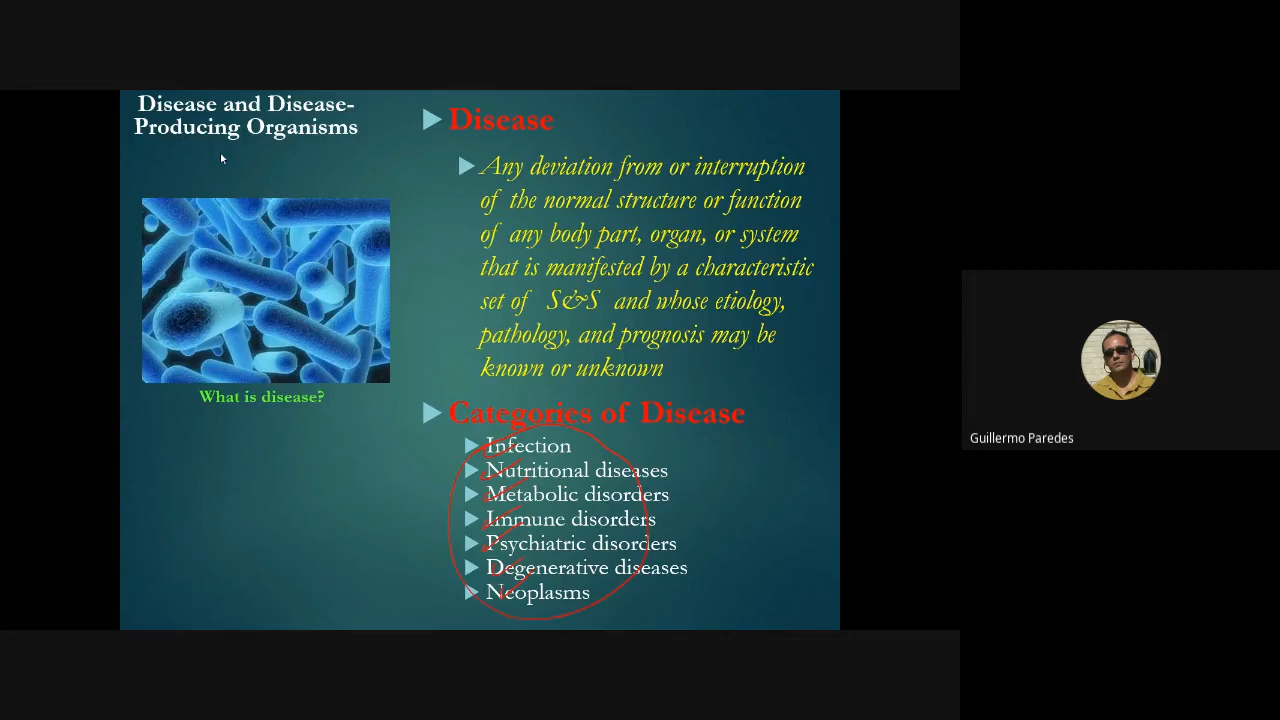 Disease and Disease-
Producing Organisms
What is disease?
Disease
Any deviation from or interruption
of the normal structure or function
of any body part, organ, or system
that is manifested by a characteristic
set of S&S and whose etiology,
pathology, and prognosis may be
known or unknown
Categories of Disease
Infection
Nutritional diseases
Metabolic disorders
Immune disorders
Psychiatric disorders
Degenerative diseases
Neoplasms
Guillermo Paredes